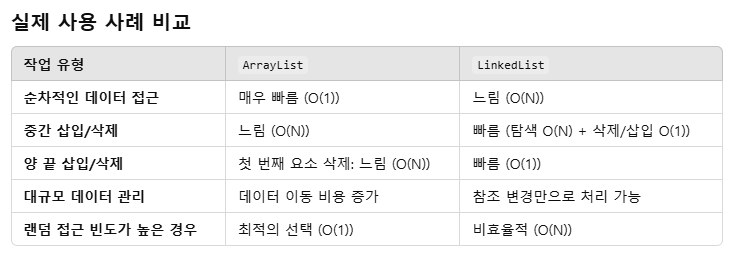 실제 사용 사례 비교
작업 유형 ArrayList LinkedList
순차적인 데이터 접근 매우 빠름 (O(1)) 느림 (O(N))
중간 삽입/삭제 느림 (O(N)) 빠름 (탐색 O(N) + 삭제/삽입 O(1))
양 끝 삽입/삭제 첫 번째 요소 삭제: 느림 (O(N)) 빠름 (O(1))
대규모 데이터 관리 데이터 이동 비용 증가 참조 변경만으로 처리 가능
랜덤 접근 빈도가 높은 경우 최적의 선택 (O(1)) 비효율적 (O(N))